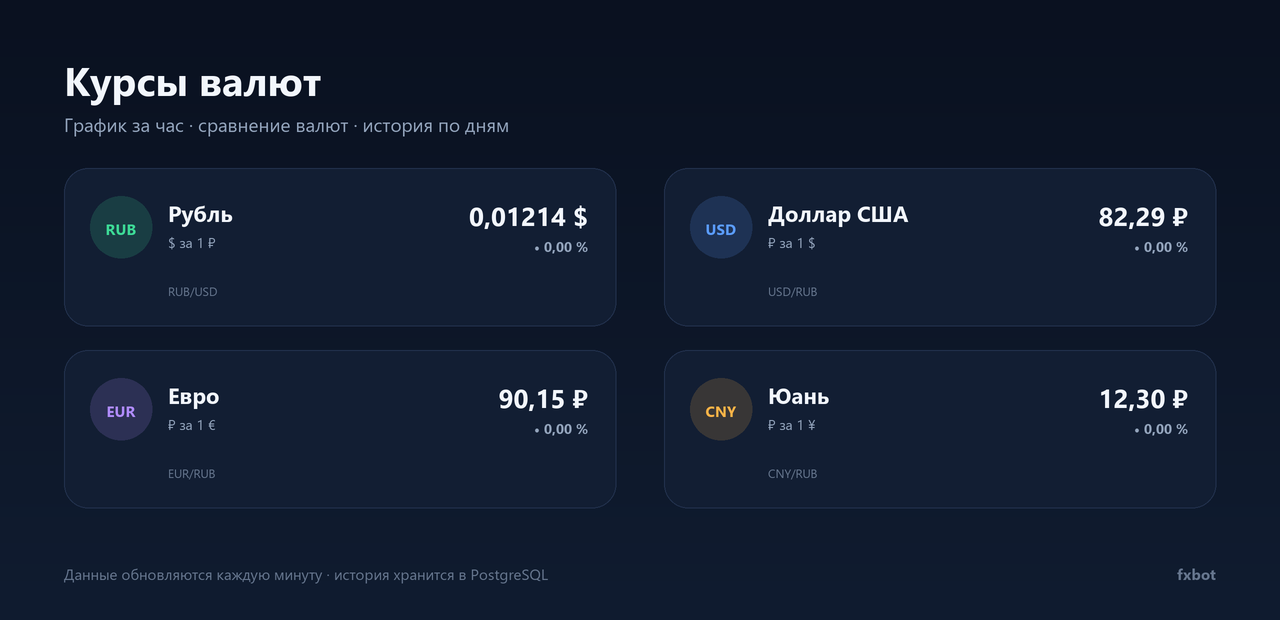 Курсы валют
График за час · сравнение валют · история по дням
RUB
Рубль
$ за 1 ₽
0,01214 $
• 0,00 %
RUB/USD
USD
Доллар США
₽ за 1 $
82,29 ₽
• 0,00 %
USD/RUB
EUR
Евро
₽ за 1 €
90,15 ₽
• 0,00 %
EUR/RUB
CNY
Юань
₽ за 1 ¥
12,30 ₽
• 0,00 %
CNY/RUB
Данные обновляются каждую минуту · история хранится в PostgreSQL
fxbot